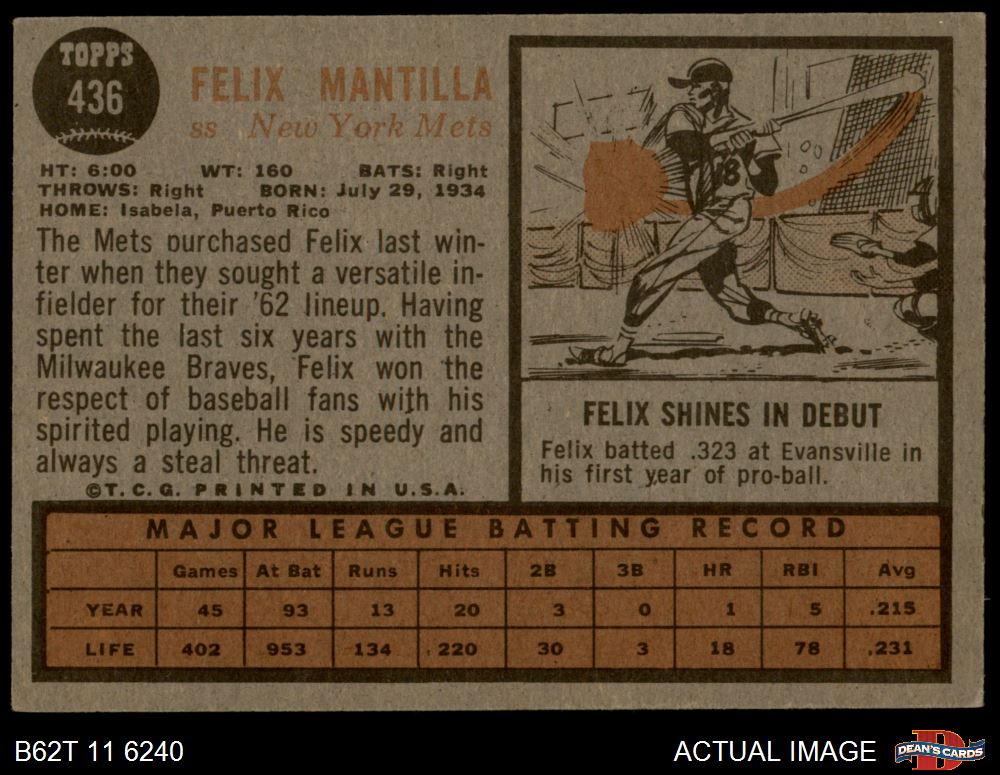 TOPPS
436
FELIX MANTILLA
ss New York Mets
HT: 6:00 WT: 160 BATS: Right
THROWS: Right BORN: July 29, 1934
HOME: Isabela, Puerto Rico
The Mets purchased Felix last win-
ter when they sought a versatile in-
fielder for their '62 lineup. Having
spent the last six years with the
Milwaukee Braves, Felix won the
respect of baseball fans with his
spirited playing. He is speedy and
always a steal threat.
©T.C.G. PRINTED IN U.S.A.
8
FELIX SHINES IN DEBUT
Felix batted .323 at Evansville in
his first year of pro-ball.
MAJOR LEAGUE BATTING RECORD
Games At Bat Runs Hits 2B 3B HR RBI Avg
YEAR 45 93 13 20 3 0 1 5 .215
LIFE 402 953 134 220 30 3 18 78 .231
B62T 11 6240
ACTUAL IMAGE
D
DEAN'S CARDS